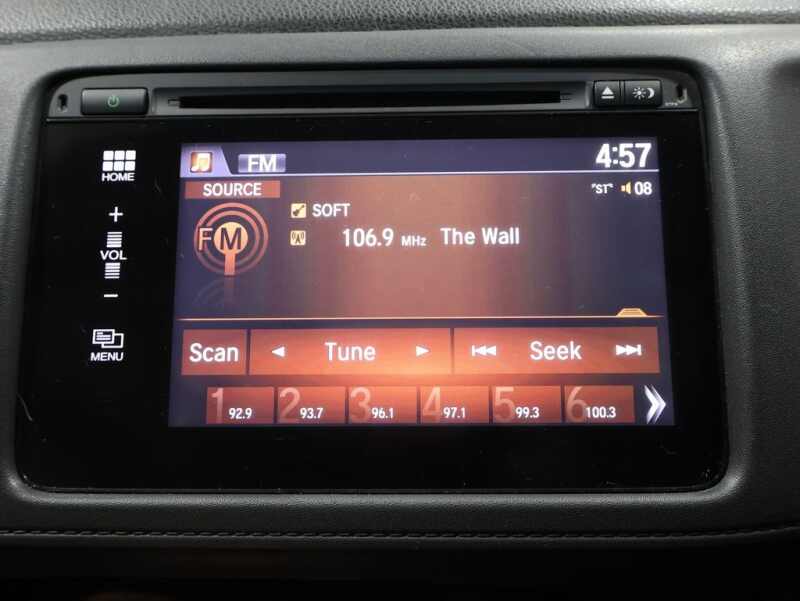 FM
4:57
HOME
SOURCE
"ST"
08
FM
SOFT
106.9 MHz The Wall
+
VOL
−
MENU
Scan
Tune
Seek
1 92.9
2 93.7
3 96.1
4 97.1
5 99.3
6 100.3